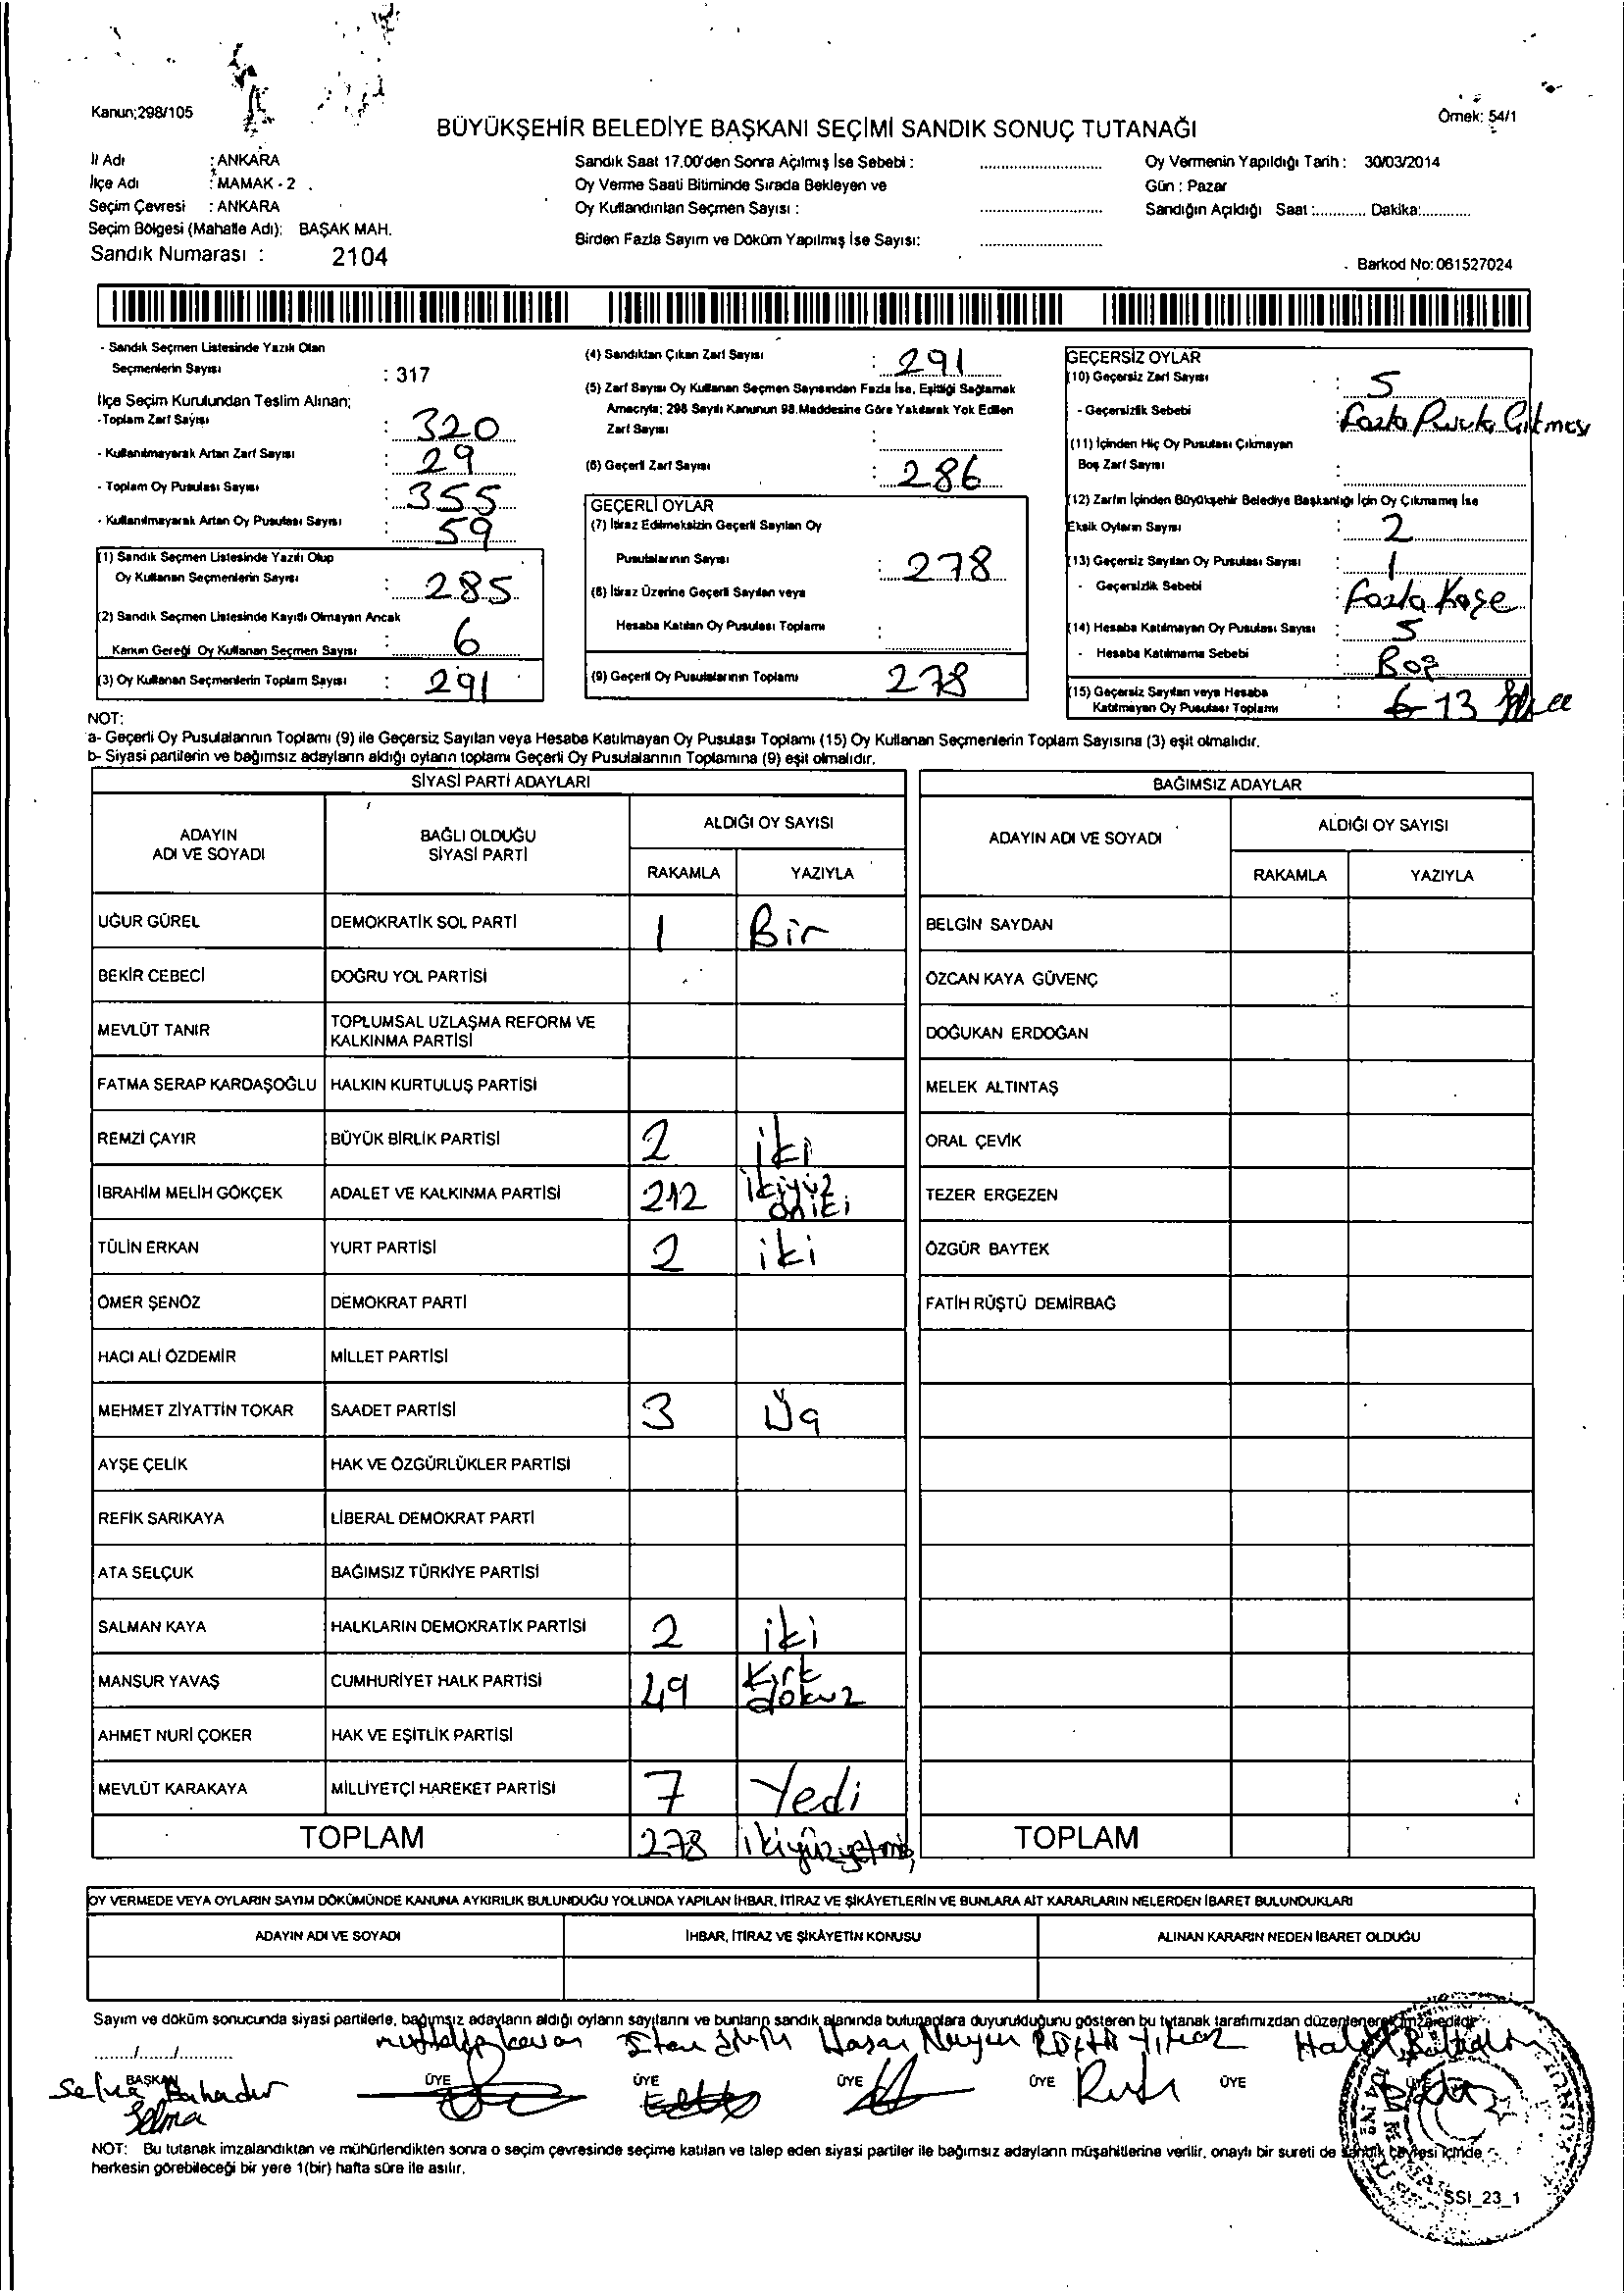 Kanun;298/105
Örnek: 54/1
BÜYÜKŞEHİR BELEDİYE BAŞKANI SEÇİMİ SANDIK SONUÇ TUTANAĞI
İl Adı : ANKARA
İlçe Adı : MAMAK - 2
Seçim Çevresi : ANKARA
Seçim Bölgesi (Mahalle Adı): BAŞAK MAH.
Sandık Numarası : 2104
Sandık Saat 17.00'den Sonra Açılmış İse Sebebi :
Oy Verme Saati Bitiminde Sırada Bekleyen ve
Oy Kullandırılan Seçmen Sayısı :
Birden Fazla Sayım ve Döküm Yapılmış İse Sayısı:
Oy Vermenin Yapıldığı Tarih : 30/03/2014
Gün : Pazar
Sandığın Açıldığı Saat :............ Dakika:............
Barkod No: 061527024
- Sandık Seçmen Listesinde Yazılı Olan
Seçmenlerin Sayısı : 317
İlçe Seçim Kurulundan Teslim Alınan;
- Toplam Zarf Sayısı : 320
- Kullanılmayarak Artan Zarf Sayısı : 29
- Toplam Oy Pusulası Sayısı : 355
- Kullanılmayarak Artan Oy Pusulası Sayısı : 59
(1) Sandık Seçmen Listesinde Yazılı Olup
Oy Kullanan Seçmenlerin Sayısı : 285
(2) Sandık Seçmen Listesinde Kayıtlı Olmayan Ancak
Kanun Gereği Oy Kullanan Seçmen Sayısı : 6
(3) Oy Kullanan Seçmenlerin Toplam Sayısı : 291
(4) Sandıktan Çıkan Zarf Sayısı : 291
(5) Zarf Sayısı Oy Kullanan Seçmen Sayısından Fazla İse, Eşitliği Sağlamak
Amacıyla; 298 Sayılı Kanunun 98.Maddesine Göre Yakılarak Yok Edilen
Zarf Sayısı :
(6) Geçerli Zarf Sayısı : 286
GEÇERLİ OYLAR
(7) İtiraz Edilmeksizin Geçerli Sayılan Oy
Pusulalarının Sayısı : 278
(8) İtiraz Üzerine Geçerli Sayılan veya
Hesaba Katılan Oy Pusulası Toplamı :
(9) Geçerli Oy Pusulalarının Toplamı 278
GEÇERSİZ OYLAR
(10) Geçersiz Zarf Sayısı : 5
- Geçersizlik Sebebi : fazla Pusula Çıkması
(11) İçinden Hiç Oy Pusulası Çıkmayan
Boş Zarf Sayısı :
(12) Zarfın İçinden Büyükşehir Belediye Başkanlığı İçin Oy Çıkmamış İse
Eksik Oyların Sayısı : 2
(13) Geçersiz Sayılan Oy Pusulası Sayısı : 1
- Geçersizlik Sebebi : fazla Kaşe
(14) Hesaba Katılmayan Oy Pusulası Sayısı : 5
- Hesaba Katılmama Sebebi : Boş
(15) Geçersiz Sayılan veya Hesaba
Katılmayan Oy Pusulası Toplamı : 6 13
NOT:
a- Geçerli Oy Pusulalarının Toplamı (9) ile Geçersiz Sayılan veya Hesaba Katılmayan Oy Pusulası Toplamı (15) Oy Kullanan Seçmenlerin Toplam Sayısına (3) eşit olmalıdır.
b- Siyasi partilerin ve bağımsız adayların aldığı oyların toplamı Geçerli Oy Pusulalarının Toplamına (9) eşit olmalıdır.
SİYASİ PARTİ ADAYLARI
ADAYIN ADI VE SOYADI
BAĞLI OLDUĞU SİYASİ PARTİ
ALDIĞI OY SAYISI
RAKAMLA YAZIYLA
UĞUR GÜREL DEMOKRATİK SOL PARTİ 1 Bir
BEKİR CEBECİ DOĞRU YOL PARTİSİ
MEVLÜT TANIR TOPLUMSAL UZLAŞMA REFORM VE KALKINMA PARTİSİ
FATMA SERAP KARDAŞOĞLU HALKIN KURTULUŞ PARTİSİ
REMZİ ÇAYIR BÜYÜK BİRLİK PARTİSİ 2 iki
İBRAHİM MELİH GÖKÇEK ADALET VE KALKINMA PARTİSİ 212 ikiyüz oniki
TÜLİN ERKAN YURT PARTİSİ 2 iki
ÖMER ŞENÖZ DEMOKRAT PARTİ
HACI ALİ ÖZDEMİR MİLLET PARTİSİ
MEHMET ZİYATTİN TOKAR SAADET PARTİSİ 3 Üç
AYŞE ÇELİK HAK VE ÖZGÜRLÜKLER PARTİSİ
REFİK SARIKAYA LİBERAL DEMOKRAT PARTİ
ATA SELÇUK BAĞIMSIZ TÜRKİYE PARTİSİ
SALMAN KAYA HALKLARIN DEMOKRATİK PARTİSİ 2 iki
MANSUR YAVAŞ CUMHURİYET HALK PARTİSİ 49 Kırk dokuz
AHMET NURİ ÇOKER HAK VE EŞİTLİK PARTİSİ
MEVLÜT KARAKAYA MİLLİYETÇİ HAREKET PARTİSİ 7 Yedi
TOPLAM 278
BAĞIMSIZ ADAYLAR
ADAYIN ADI VE SOYADI
ALDIĞI OY SAYISI
RAKAMLA YAZIYLA
BELGİN SAYDAN
ÖZCAN KAYA GÜVENÇ
DOĞUKAN ERDOĞAN
MELEK ALTINTAŞ
ORAL ÇEVİK
TEZER ERGEZEN
ÖZGÜR BAYTEK
FATİH RÜŞTÜ DEMİRBAĞ
TOPLAM
OY VERMEDE VEYA OYLARIN SAYIM DÖKÜMÜNDE KANUNA AYKIRILIK BULUNDUĞU YOLUNDA YAPILAN İHBAR, İTİRAZ VE ŞİKÂYETLERİN VE BUNLARA AİT KARARLARIN NELERDEN İBARET BULUNDUKLARI
ADAYIN ADI VE SOYADI İHBAR, İTİRAZ VE ŞİKÂYETİN KONUSU ALINAN KARARIN NEDEN İBARET OLDUĞU
Sayım ve döküm sonucunda siyasi partilerle, bağımsız adayların aldığı oyların sayılarını ve bunların sandık alanında bulunanlara duyurulduğunu gösteren bu tutanak tarafımızdan düzenlenerek imza edildi.
......../......../............
BAŞKAN ÜYE ÜYE ÜYE ÜYE ÜYE
Selma Bahadır
Selma
NOT: Bu tutanak imzalandıktan ve mühürlendikten sonra o seçim çevresinde seçime katılan ve talep eden siyasi partiler ile bağımsız adayların müşahitlerine verilir, onaylı bir sureti de sandık çevresi içinde
herkesin görebileceği bir yere 1(bir) hafta süre ile asılır.
SSI_23_1